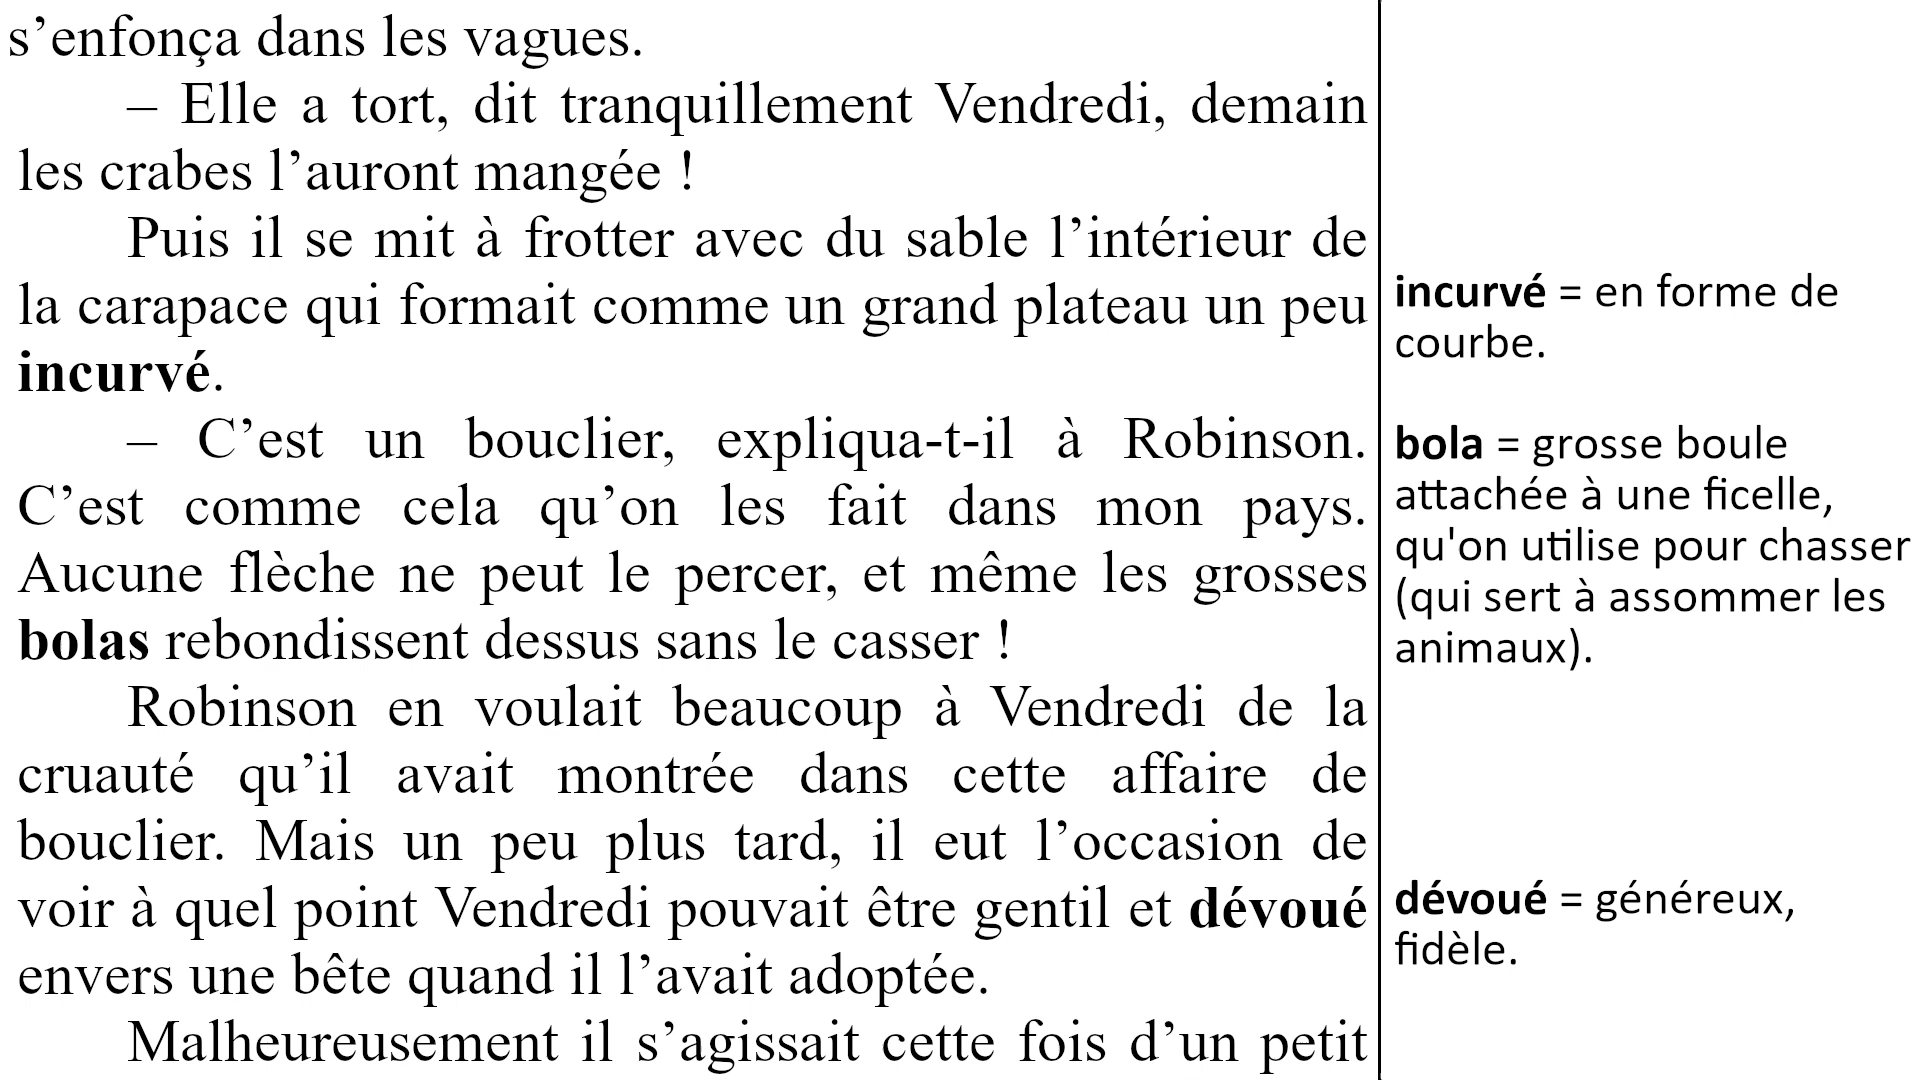 s’enfonça dans les vagues.
– Elle a tort, dit tranquillement Vendredi, demain
les crabes l’auront mangée !
Puis il se mit à frotter avec du sable l’intérieur de
la carapace qui formait comme un grand plateau un peu
incurvé.
– C’est un bouclier, expliqua-t-il à Robinson.
C’est comme cela qu’on les fait dans mon pays.
Aucune flèche ne peut le percer, et même les grosses
bolas rebondissent dessus sans le casser !
Robinson en voulait beaucoup à Vendredi de la
cruauté qu’il avait montrée dans cette affaire de
bouclier. Mais un peu plus tard, il eut l’occasion de
voir à quel point Vendredi pouvait être gentil et dévoué
envers une bête quand il l’avait adoptée.
Malheureusement il s’agissait cette fois d’un petit
incurvé = en forme de
courbe.
bola = grosse boule
attachée à une ficelle,
qu'on utilise pour chasser
(qui sert à assommer les
animaux).
dévoué = généreux,
fidèle.